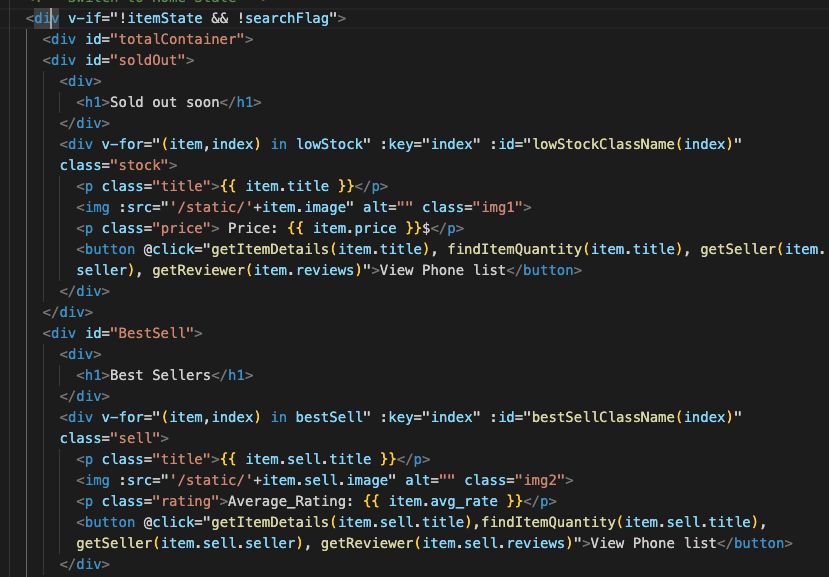 Switch to Home State
<div v-if="!itemState && !searchFlag">
<div id="totalContainer">
<div id="soldOut">
<div>
<h1>Sold out soon</h1>
</div>
<div v-for="(item,index) in lowStock" :key="index" :id="lowStockClassName(index)"
class="stock">
<p class="title">{{ item.title }}</p>
<img :src="'/static/'+item.image" alt="" class="img1">
<p class="price"> Price: {{ item.price }}$</p>
<button @click="getItemDetails(item.title), findItemQuantity(item.title), getSeller(item.
seller), getReviewer(item.reviews)">View Phone list</button>
</div>
</div>
<div id="BestSell">
<div>
<h1>Best Sellers</h1>
</div>
<div v-for="(item,index) in bestSell" :key="index" :id="bestSellClassName(index)"
class="sell">
<p class="title">{{ item.sell.title }}</p>
<img :src="'/static/'+item.sell.image" alt="" class="img2">
<p class="rating">Average_Rating: {{ item.avg_rate }}</p>
<button @click="getItemDetails(item.sell.title),findItemQuantity(item.sell.title),
getSeller(item.sell.seller), getReviewer(item.sell.reviews)">View Phone list</button>
</div>